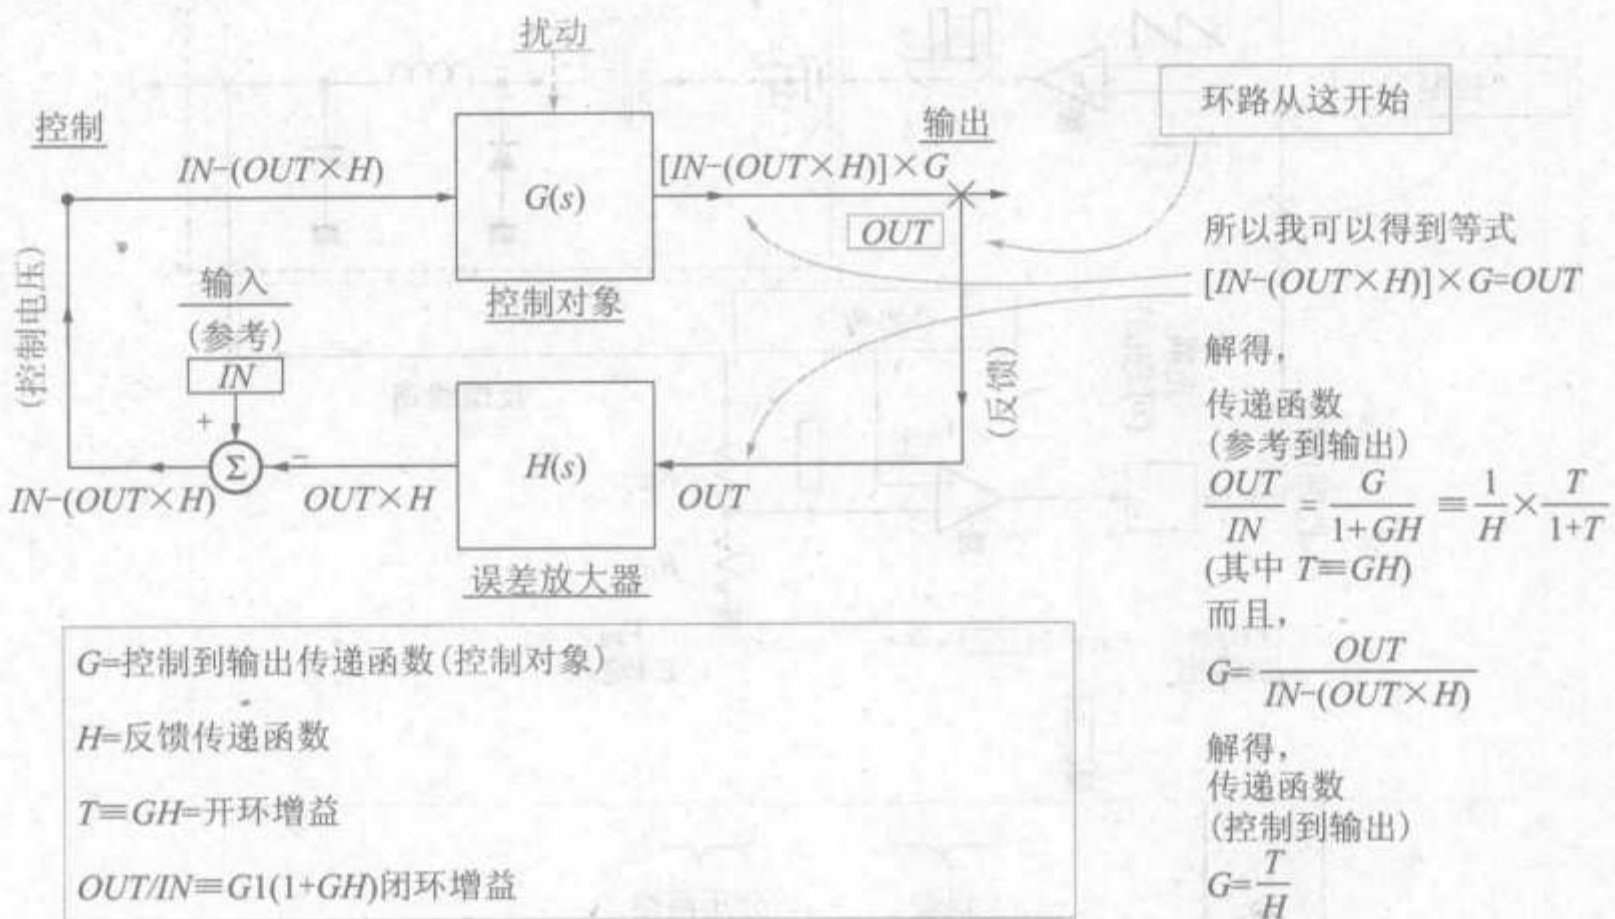 扰动
环路从这开始
控制
输出
IN-(OUT×H)
[IN-(OUT×H)]×G
G(s)
OUT
控制对象
(控制电压)
输入
(参考)
IN
+
Σ
-
IN-(OUT×H)
OUT×H
H(s)
OUT
(反馈)
误差放大器
所以我可以得到等式
[IN-(OUT×H)]×G=OUT
解得，
传递函数
(参考到输出)
OUT/IN = G/(1+GH) ≡ 1/H × T/(1+T)
(其中 T≡GH)
而且，
G= OUT/(IN-(OUT×H))
解得，
传递函数
(控制到输出)
G= T/H
G=控制到输出传递函数(控制对象)
H=反馈传递函数
T≡GH=开环增益
OUT/IN≡G1(1+GH)闭环增益